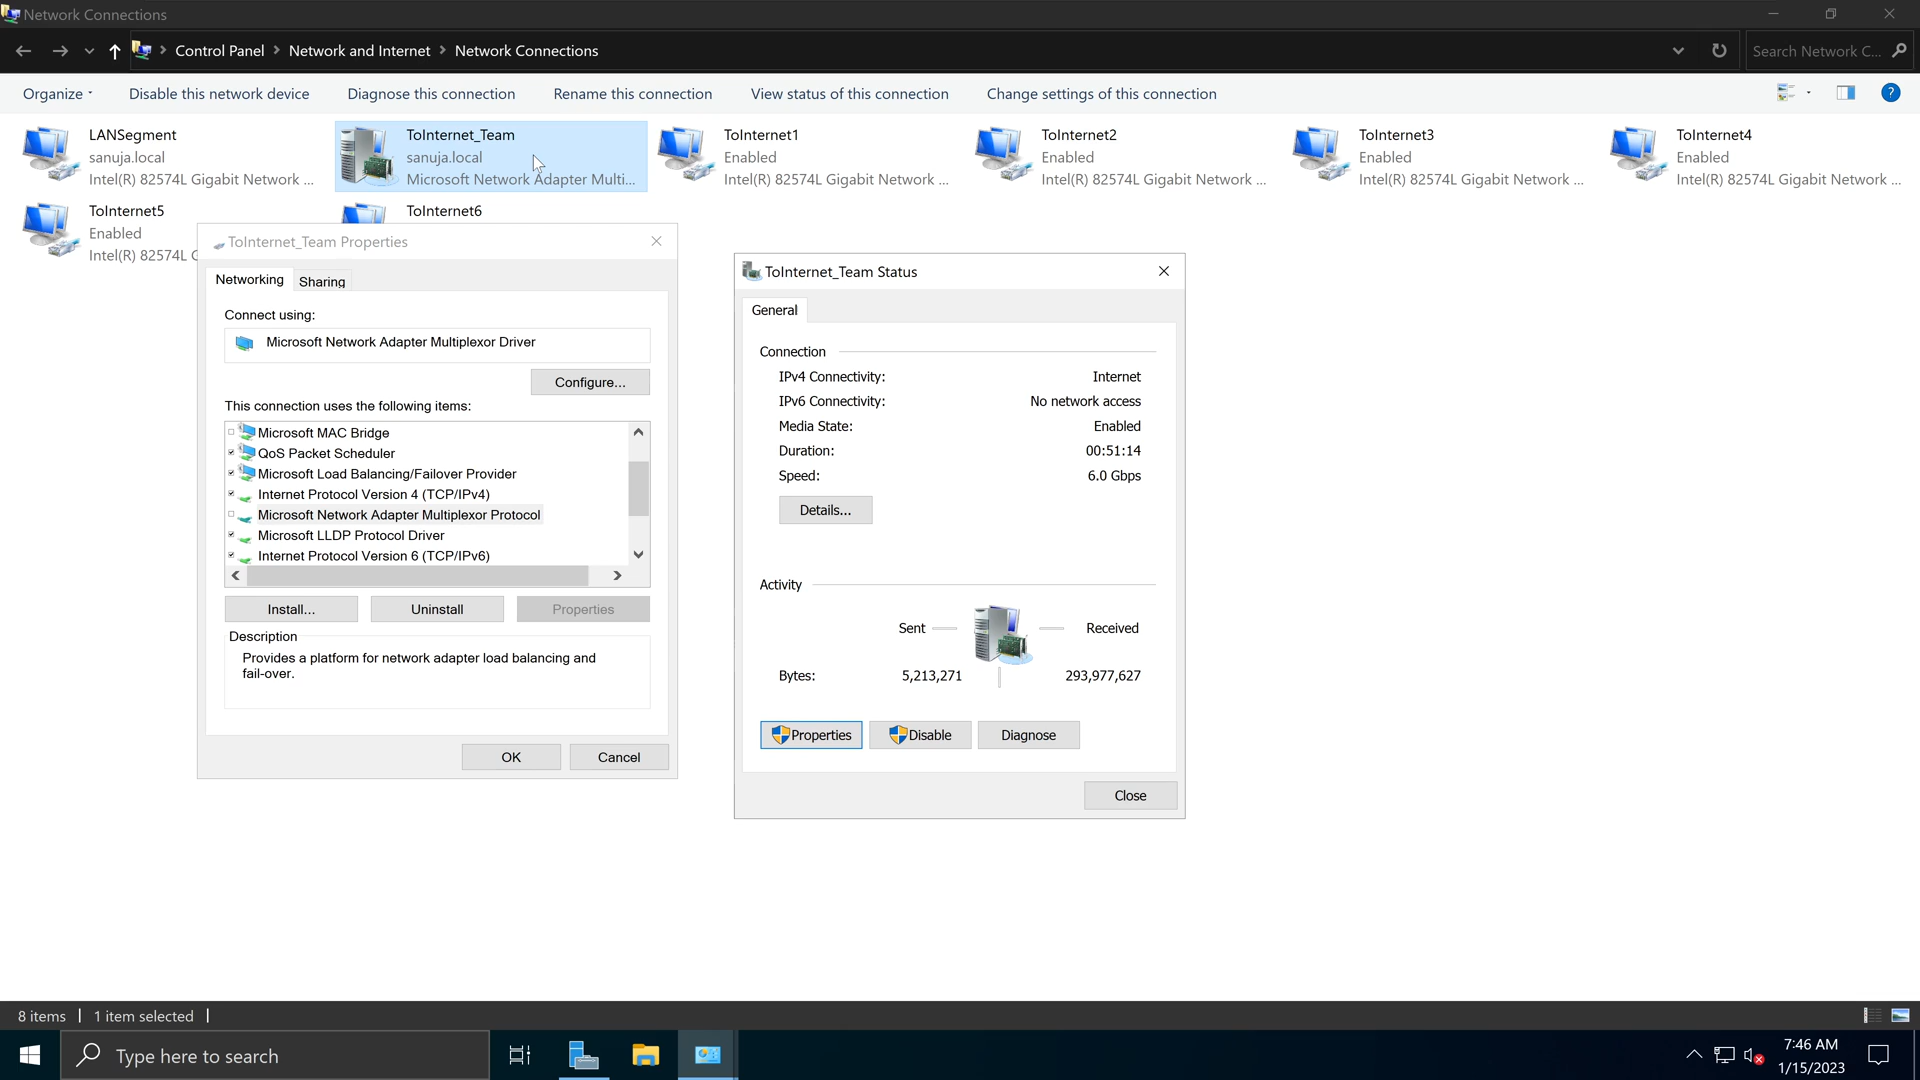 Network Connections
Control Panel > Network and Internet > Network Connections
Search Network C...
Organize
Disable this network device
Diagnose this connection
Rename this connection
View status of this connection
Change settings of this connection
LANSegment
sanuja.local
Intel(R) 82574L Gigabit Network ...
ToInternet_Team
sanuja.local
Microsoft Network Adapter Multi...
ToInternet1
Enabled
Intel(R) 82574L Gigabit Network ...
ToInternet2
Enabled
Intel(R) 82574L Gigabit Network ...
ToInternet3
Enabled
Intel(R) 82574L Gigabit Network ...
ToInternet4
Enabled
Intel(R) 82574L Gigabit Network ...
ToInternet5
Enabled
Intel(R) 82574L G
ToInternet6
ToInternet_Team Properties
Networking
Sharing
Connect using:
Microsoft Network Adapter Multiplexor Driver
Configure...
This connection uses the following items:
Microsoft MAC Bridge
QoS Packet Scheduler
Microsoft Load Balancing/Failover Provider
Internet Protocol Version 4 (TCP/IPv4)
Microsoft Network Adapter Multiplexor Protocol
Microsoft LLDP Protocol Driver
Internet Protocol Version 6 (TCP/IPv6)
Install...
Uninstall
Properties
Description
Provides a platform for network adapter load balancing and
fail-over.
OK
Cancel
ToInternet_Team Status
General
Connection
IPv4 Connectivity: Internet
IPv6 Connectivity: No network access
Media State: Enabled
Duration: 00:51:14
Speed: 6.0 Gbps
Details...
Activity
Sent
Received
Bytes: 5,213,271 293,977,627
Properties
Disable
Diagnose
Close
8 items
1 item selected
Type here to search
7:46 AM
1/15/2023